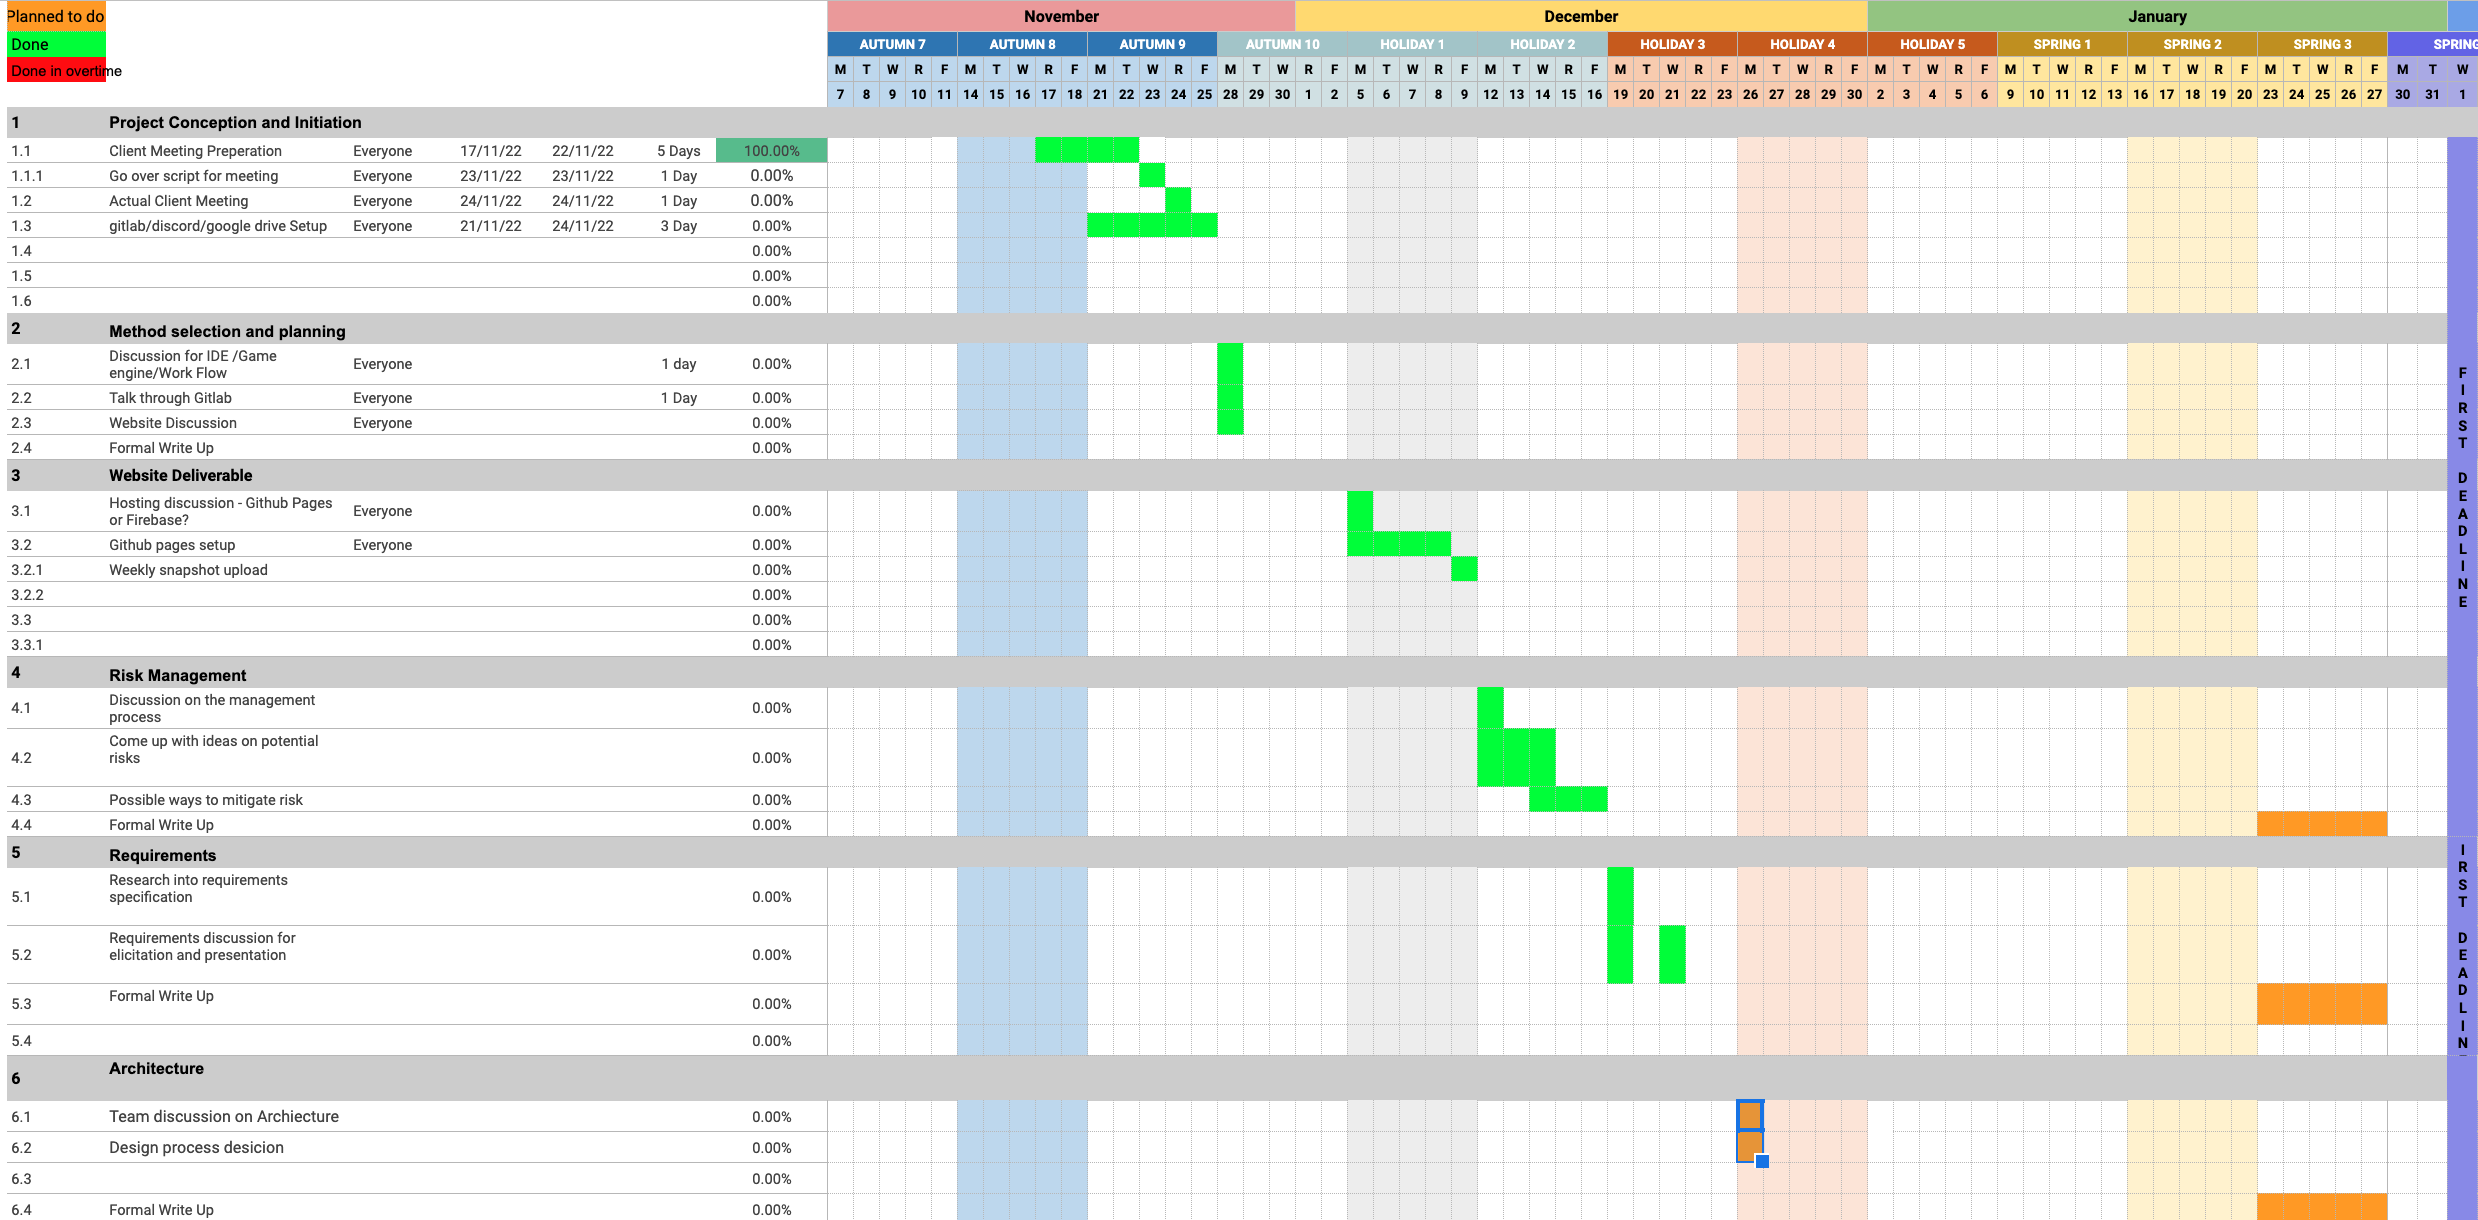 Planned to do
Done
Done in overtime
November December January
AUTUMN 7 AUTUMN 8 AUTUMN 9 AUTUMN 10 HOLIDAY 1 HOLIDAY 2 HOLIDAY 3 HOLIDAY 4 HOLIDAY 5 SPRING 1 SPRING 2 SPRING 3 SPRING
M T W R F M T W R F M T W R F M T W R F M T W R F M T W R F M T W R F M T W R F M T W R F M T W R F M T W R F M T W R F M T W
7 8 9 10 11 14 15 16 17 18 21 22 23 24 25 28 29 30 1 2 5 6 7 8 9 12 13 14 15 16 19 20 21 22 23 26 27 28 29 30 2 3 4 5 6 9 10 11 12 13 16 17 18 19 20 23 24 25 26 27 30 31 1
1 Project Conception and Initiation
1.1 Client Meeting Preperation Everyone 17/11/22 22/11/22 5 Days 100.00%
1.1.1 Go over script for meeting Everyone 23/11/22 23/11/22 1 Day 0.00%
1.2 Actual Client Meeting Everyone 24/11/22 24/11/22 1 Day 0.00%
1.3 gitlab/discord/google drive Setup Everyone 21/11/22 24/11/22 3 Day 0.00%
1.4 0.00%
1.5 0.00%
1.6 0.00%
2 Method selection and planning
2.1 Discussion for IDE /Game
engine/Work Flow Everyone 1 day 0.00%
2.2 Talk through Gitlab Everyone 1 Day 0.00%
2.3 Website Discussion Everyone 0.00%
2.4 Formal Write Up 0.00%
3 Website Deliverable
3.1 Hosting discussion - Github Pages
or Firebase? Everyone 0.00%
3.2 Github pages setup Everyone 0.00%
3.2.1 Weekly snapshot upload 0.00%
3.2.2 0.00%
3.3 0.00%
3.3.1 0.00%
4 Risk Management
4.1 Discussion on the management
process 0.00%
4.2 Come up with ideas on potential
risks 0.00%
4.3 Possible ways to mitigate risk 0.00%
4.4 Formal Write Up 0.00%
5 Requirements
5.1 Research into requirements
specification 0.00%
5.2 Requirements discussion for
elicitation and presentation 0.00%
5.3 Formal Write Up 0.00%
5.4 0.00%
6 Architecture
6.1 Team discussion on Archiecture 0.00%
6.2 Design process desicion 0.00%
6.3 0.00%
6.4 Formal Write Up 0.00%
FIRST DEADLINE
IRST DEADLIN